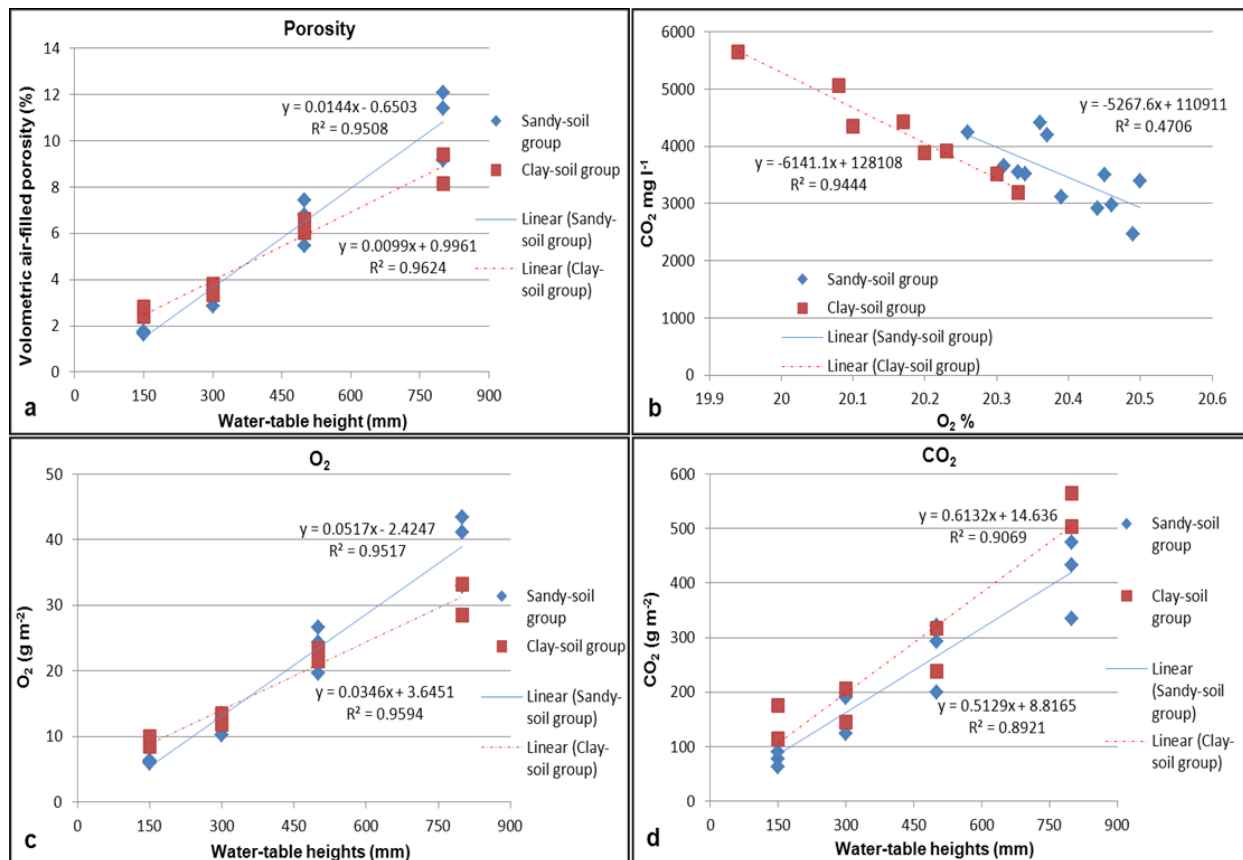 Porosity
Volometric air-filled porosity (%)
14
12
10
8
6
4
2
0
0 150 300 450 600 750 900
Water-table height (mm)
y = 0.0144x - 0.6503
R² = 0.9508
y = 0.0099x + 0.9961
R² = 0.9624
Sandy-soil
group
Clay-soil group
Linear (Sandy-
soil group)
Linear (Clay-
soil group)
a
CO₂ mg l⁻¹
6000
5000
4000
3000
2000
1000
0
19.9 20 20.1 20.2 20.3 20.4 20.5 20.6
O₂ %
y = -5267.6x + 110911
R² = 0.4706
y = -6141.1x + 128108
R² = 0.9444
Sandy-soil group
Clay-soil group
Linear (Sandy-soil group)
Linear (Clay-soil group)
b
O₂
O₂ (g m⁻²)
50
40
30
20
10
0
0 150 300 450 600 750 900
Water-table heights (mm)
y = 0.0517x - 2.4247
R² = 0.9517
y = 0.0346x + 3.6451
R² = 0.9594
Sandy-soil
group
Clay-soil group
Linear (Sandy-
soil group)
Linear (Clay-
soil group)
c
CO₂
CO₂ (g m⁻²)
600
500
400
300
200
100
0
0 150 300 450 600 750 900
Water-table heights (mm)
y = 0.6132x + 14.636
R² = 0.9069
y = 0.5129x + 8.8165
R² = 0.8921
Sandy-soil
group
Clay-soil
group
Linear
(Sandy-soil
group)
Linear (Clay-
soil group)
d